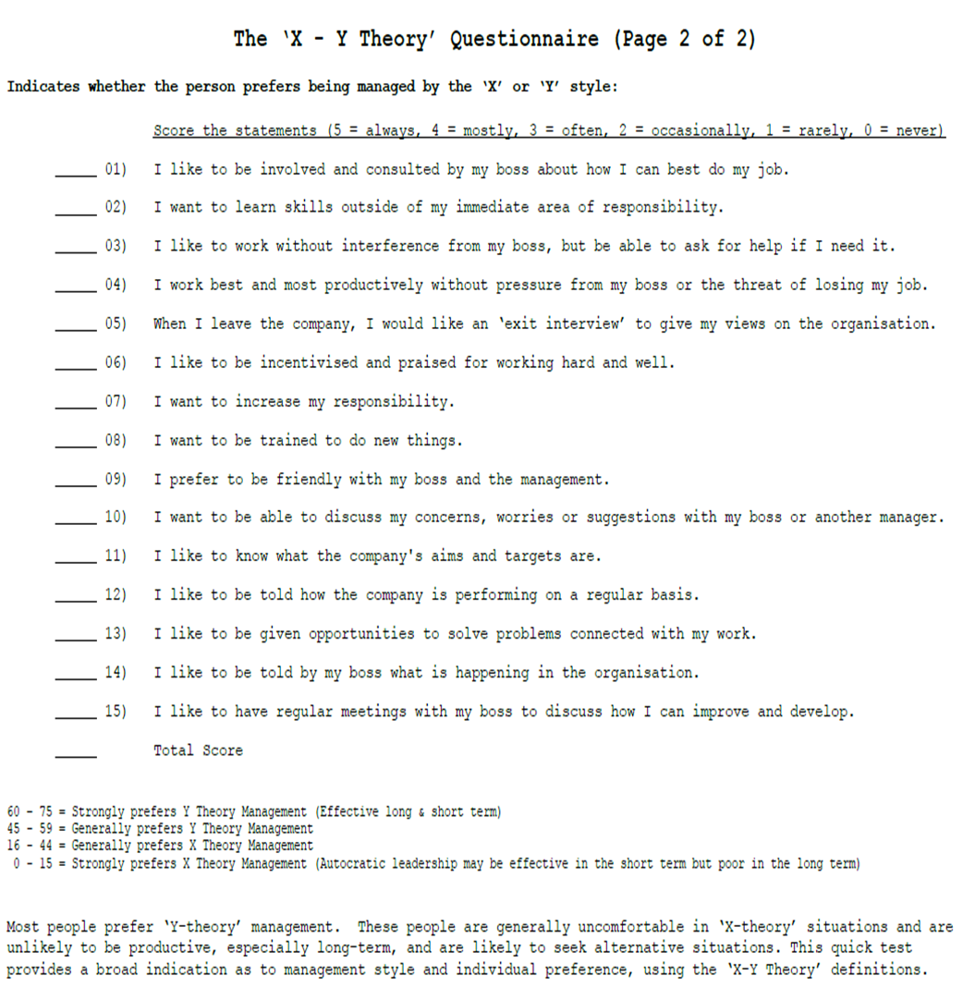 The ‘X - Y Theory’ Questionnaire (Page 2 of 2)
Indicates whether the person prefers being managed by the ‘X’ or ‘Y’ style:
Score the statements (5 = always, 4 = mostly, 3 = often, 2 = occasionally, 1 = rarely, 0 = never)
_____ 01) I like to be involved and consulted by my boss about how I can best do my job.
_____ 02) I want to learn skills outside of my immediate area of responsibility.
_____ 03) I like to work without interference from my boss, but be able to ask for help if I need it.
_____ 04) I work best and most productively without pressure from my boss or the threat of losing my job.
_____ 05) When I leave the company, I would like an ‘exit interview’ to give my views on the organisation.
_____ 06) I like to be incentivised and praised for working hard and well.
_____ 07) I want to increase my responsibility.
_____ 08) I want to be trained to do new things.
_____ 09) I prefer to be friendly with my boss and the management.
_____ 10) I want to be able to discuss my concerns, worries or suggestions with my boss or another manager.
_____ 11) I like to know what the company's aims and targets are.
_____ 12) I like to be told how the company is performing on a regular basis.
_____ 13) I like to be given opportunities to solve problems connected with my work.
_____ 14) I like to be told by my boss what is happening in the organisation.
_____ 15) I like to have regular meetings with my boss to discuss how I can improve and develop.
_____ Total Score
60 - 75 = Strongly prefers Y Theory Management (Effective long & short term)
45 - 59 = Generally prefers Y Theory Management
16 - 44 = Generally prefers X Theory Management
0 - 15 = Strongly prefers X Theory Management (Autocratic leadership may be effective in the short term but poor in the long term)
Most people prefer ‘Y-theory’ management. These people are generally uncomfortable in ‘X-theory’ situations and are
unlikely to be productive, especially long-term, and are likely to seek alternative situations. This quick test
provides a broad indication as to management style and individual preference, using the ‘X-Y Theory’ definitions.